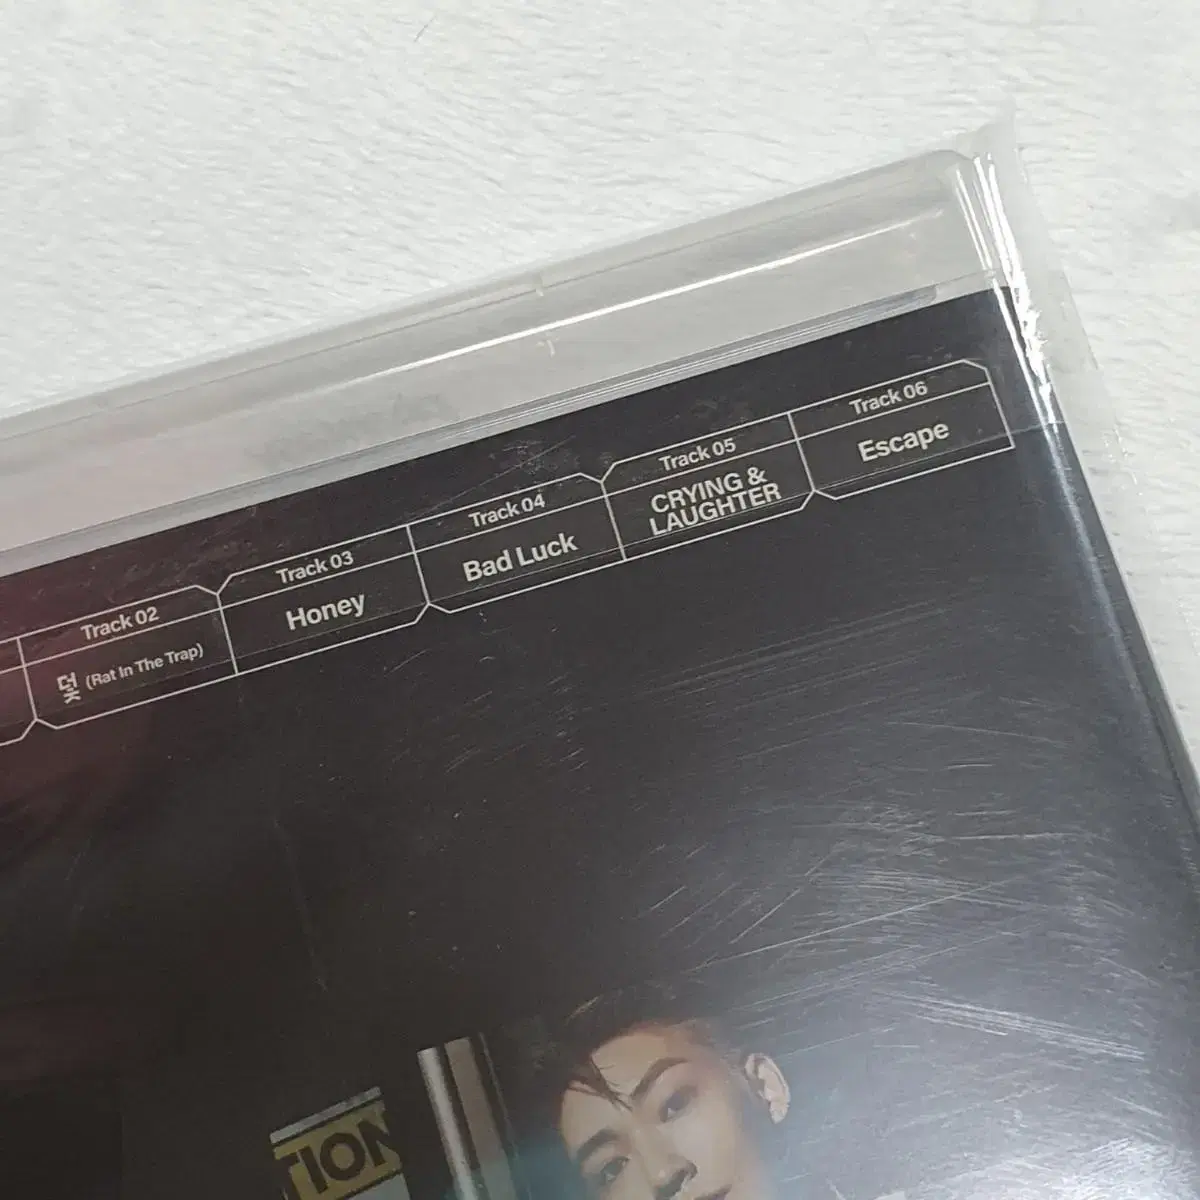 Track 02
덫 (Rat In The Trap)
Track 03
Honey
Track 04
Bad Luck
Track 05
CRYING &
LAUGHTER
Track 06
Escape
TION